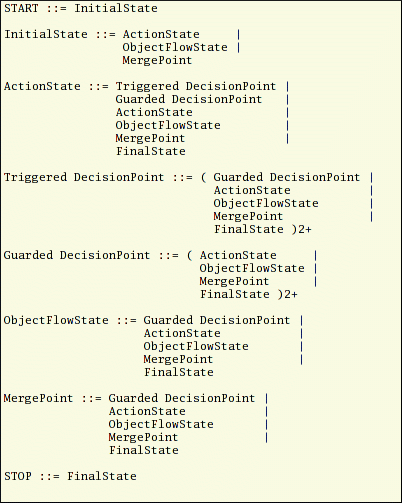 START ::= InitialState
InitialState ::= ActionState |
ObjectFlowState |
MergePoint
ActionState ::= Triggered DecisionPoint |
Guarded DecisionPoint |
ActionState |
ObjectFlowState |
MergePoint |
FinalState
Triggered DecisionPoint ::= ( Guarded DecisionPoint |
ActionState |
ObjectFlowState |
MergePoint |
FinalState )2+
Guarded DecisionPoint ::= ( ActionState |
ObjectFlowState |
MergePoint |
FinalState )2+
ObjectFlowState ::= Guarded DecisionPoint |
ActionState |
ObjectFlowState |
MergePoint |
FinalState
MergePoint ::= Guarded DecisionPoint |
ActionState |
ObjectFlowState |
MergePoint |
FinalState
STOP ::= FinalState